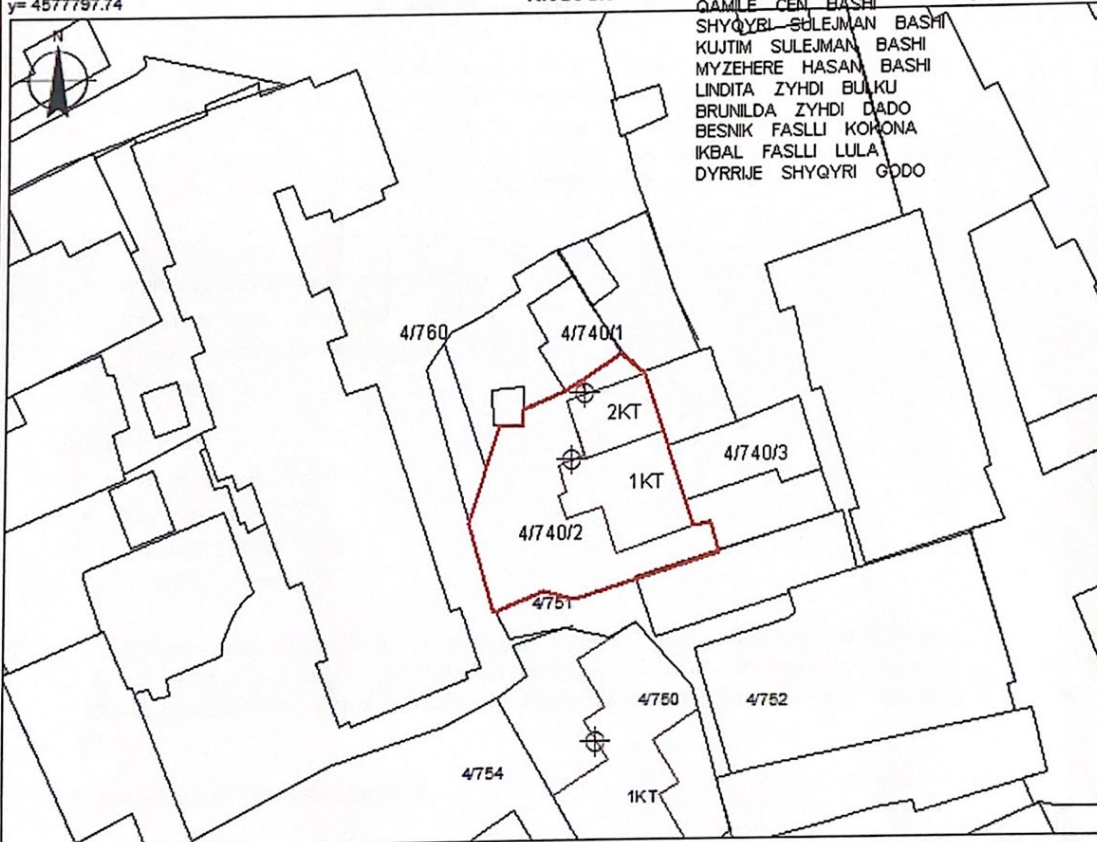 y= 4577797.74
QAMILE CEN BASHI
SHYQYRI SULEJMAN BASHI
KUJTIM SULEJMAN BASHI
MYZEHERE HASAN BASHI
LINDITA ZYHDI BULKU
BRUNILDA ZYHDI DADO
BESNIK FASLLI KOKONA
IKBAL FASLLI LULA
DYRRIJE SHYQYRI GODO
N
4/760
4/740/1
2KT
4/740/3
1KT
4/740/2
4/751
4/750
4/752
4/754
1KT